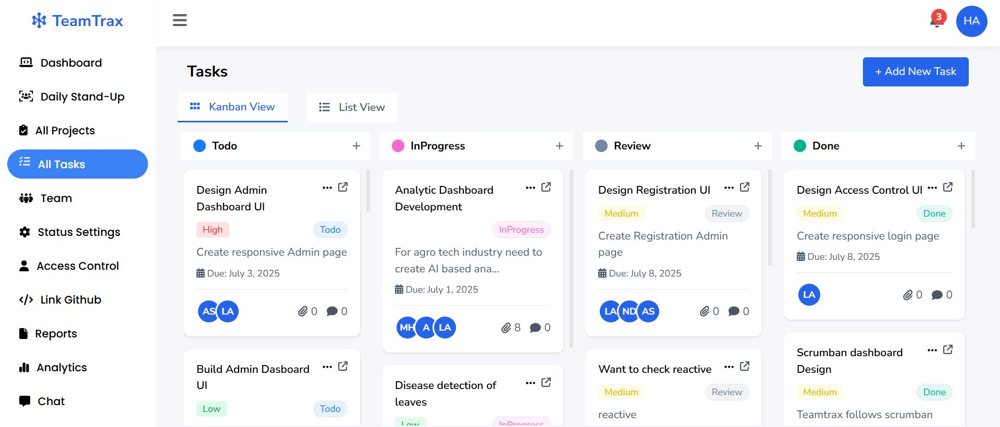 TeamTrax
3
HA
Dashboard
Daily Stand-Up
All Projects
All Tasks
Team
Status Settings
Access Control
Link Github
Reports
Analytics
Chat
Tasks
+ Add New Task
Kanban View
List View
Todo +
Design Admin
Dashboard UI
High Todo
Create responsive Admin page
Due: July 3, 2025
AS LA 0 0
Build Admin Dasboard
UI
Low Todo
InProgress +
Analytic Dashboard
Development
InProgress
For agro tech industry need to
create AI based ana...
Due: July 1, 2025
MH A LA 8 0
Disease detection of
leaves
Low InProgress
Review +
Design Registration UI
Medium Review
Create Registration Admin
page
Due: July 8, 2025
LA ND AS 0 0
Want to check reactive
Medium Review
reactive
Done +
Design Access Control UI
Medium Done
Create responsive login page
Due: July 8, 2025
LA 0 0
Scrumban dashboard
Design
Medium Done
Teamtrax follows scrumban